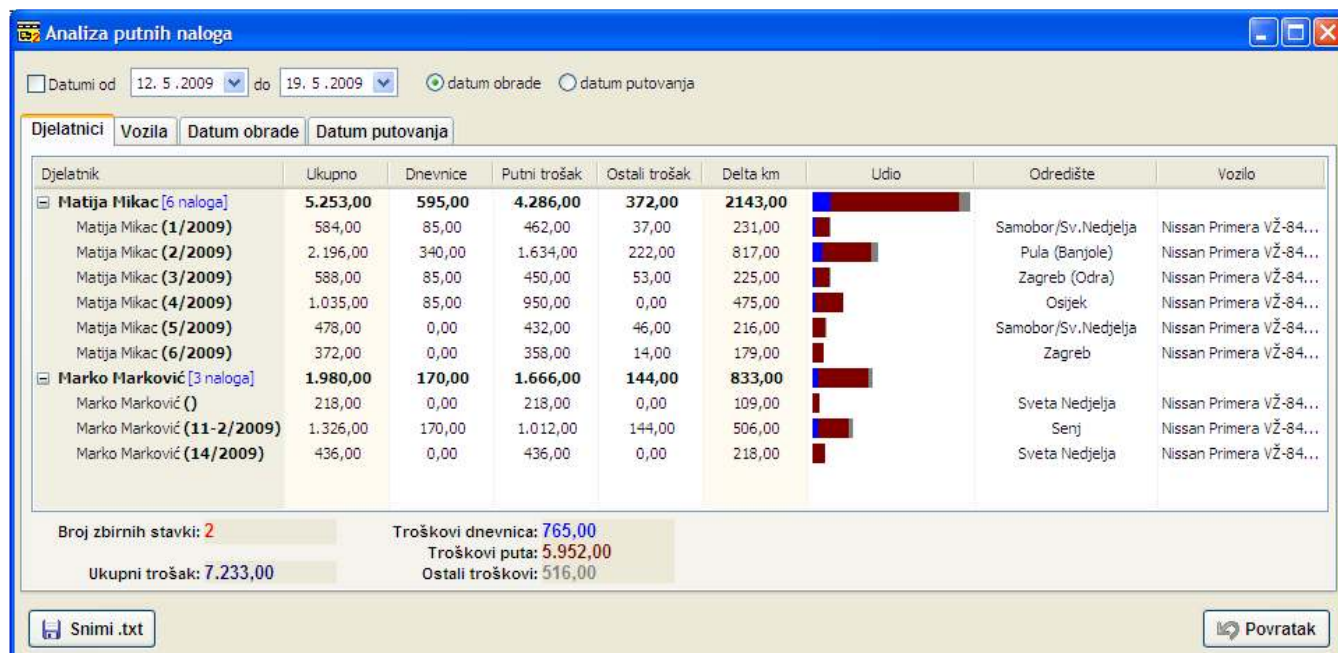 Analiza putnih naloga
Datumi od 12. 5 .2009 do 19. 5 .2009 datum obrade datum putovanja
Djelatnici Vozila Datum obrade Datum putovanja
Djelatnik Ukupno Dnevnice Putni trošak Ostali trošak Delta km Udio Odredište Vozilo
Matija Mikac [6 naloga] 5.253,00 595,00 4.286,00 372,00 2143,00
Matija Mikac (1/2009) 584,00 85,00 462,00 37,00 231,00 Samobor/Sv.Nedjelja Nissan Primera VŽ-84...
Matija Mikac (2/2009) 2.196,00 340,00 1.634,00 222,00 817,00 Pula (Banjole) Nissan Primera VŽ-84...
Matija Mikac (3/2009) 588,00 85,00 450,00 53,00 225,00 Zagreb (Odra) Nissan Primera VŽ-84...
Matija Mikac (4/2009) 1.035,00 85,00 950,00 0,00 475,00 Osijek Nissan Primera VŽ-84...
Matija Mikac (5/2009) 478,00 0,00 432,00 46,00 216,00 Samobor/Sv.Nedjelja Nissan Primera VŽ-84...
Matija Mikac (6/2009) 372,00 0,00 358,00 14,00 179,00 Zagreb Nissan Primera VŽ-84...
Marko Marković [3 naloga] 1.980,00 170,00 1.666,00 144,00 833,00
Marko Marković () 218,00 0,00 218,00 0,00 109,00 Sveta Nedjelja Nissan Primera VŽ-84...
Marko Marković (11-2/2009) 1.326,00 170,00 1.012,00 144,00 506,00 Senj Nissan Primera VŽ-84...
Marko Marković (14/2009) 436,00 0,00 436,00 0,00 218,00 Sveta Nedjelja Nissan Primera VŽ-84...
Broj zbirnih stavki: 2 Troškovi dnevnica: 765,00
Troškovi puta: 5.952,00
Ukupni trošak: 7.233,00 Ostali troškovi: 516,00
Snimi .txt Povratak